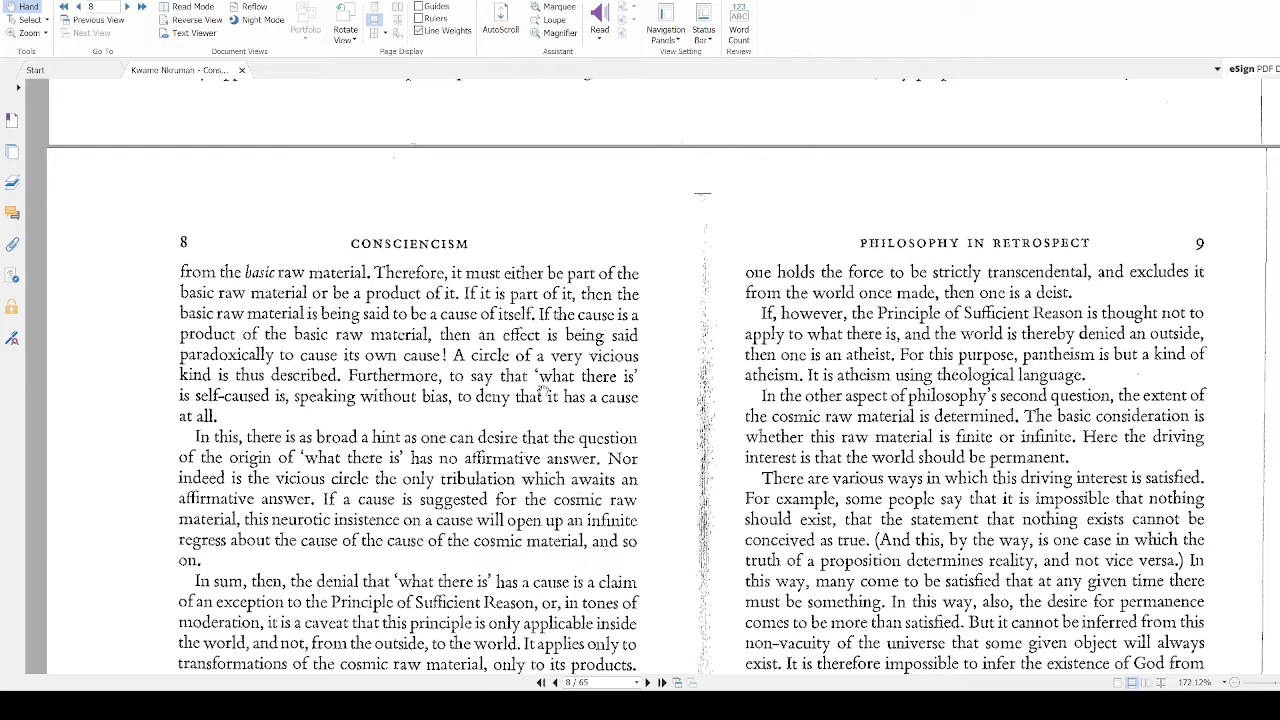 Hand
8
Read Mode
Reflow
Guides
Marquee
123
ABC
Select
Previous View
Reverse View
Night Mode
Rulers
Loupe
Zoom
Next View
Text Viewer
Portfolio
Rotate
View
Line Weights
AutoScroll
Magnifier
Read
Navigation
Panels
Status
Bar
Word
Count
Tools
Go To
Document Views
Page Display
Assistant
View Setting
Review
Start
Kwame Nkrumah - Cons...
eSign PDF D
8 CONSCIENCISM
from the basic raw material. Therefore, it must either be part of the
basic raw material or be a product of it. If it is part of it, then the
basic raw material is being said to be a cause of itself. If the cause is a
product of the basic raw material, then an effect is being said
paradoxically to cause its own cause! A circle of a very vicious
kind is thus described. Furthermore, to say that ‘what there is’
is self-caused is, speaking without bias, to deny that it has a cause
at all.
In this, there is as broad a hint as one can desire that the question
of the origin of ‘what there is’ has no affirmative answer. Nor
indeed is the vicious circle the only tribulation which awaits an
affirmative answer. If a cause is suggested for the cosmic raw
material, this neurotic insistence on a cause will open up an infinite
regress about the cause of the cause of the cosmic material, and so
on.
In sum, then, the denial that ‘what there is’ has a cause is a claim
of an exception to the Principle of Sufficient Reason, or, in tones of
moderation, it is a caveat that this principle is only applicable inside
the world, and not, from the outside, to the world. It applies only to
transformations of the cosmic raw material, only to its products.
PHILOSOPHY IN RETROSPECT 9
one holds the force to be strictly transcendental, and excludes it
from the world once made, then one is a deist.
If, however, the Principle of Sufficient Reason is thought not to
apply to what there is, and the world is thereby denied an outside,
then one is an atheist. For this purpose, pantheism is but a kind of
atheism. It is atheism using theological language.
In the other aspect of philosophy’s second question, the extent of
the cosmic raw material is determined. The basic consideration is
whether this raw material is finite or infinite. Here the driving
interest is that the world should be permanent.
There are various ways in which this driving interest is satisfied.
For example, some people say that it is impossible that nothing
should exist, that the statement that nothing exists cannot be
conceived as true. (And this, by the way, is one case in which the
truth of a proposition determines reality, and not vice versa.) In
this way, many come to be satisfied that at any given time there
must be something. In this way, also, the desire for permanence
comes to be more than satisfied. But it cannot be inferred from this
non-vacuity of the universe that some given object will always
exist. It is therefore impossible to infer the existence of God from
8 / 65
172.12%